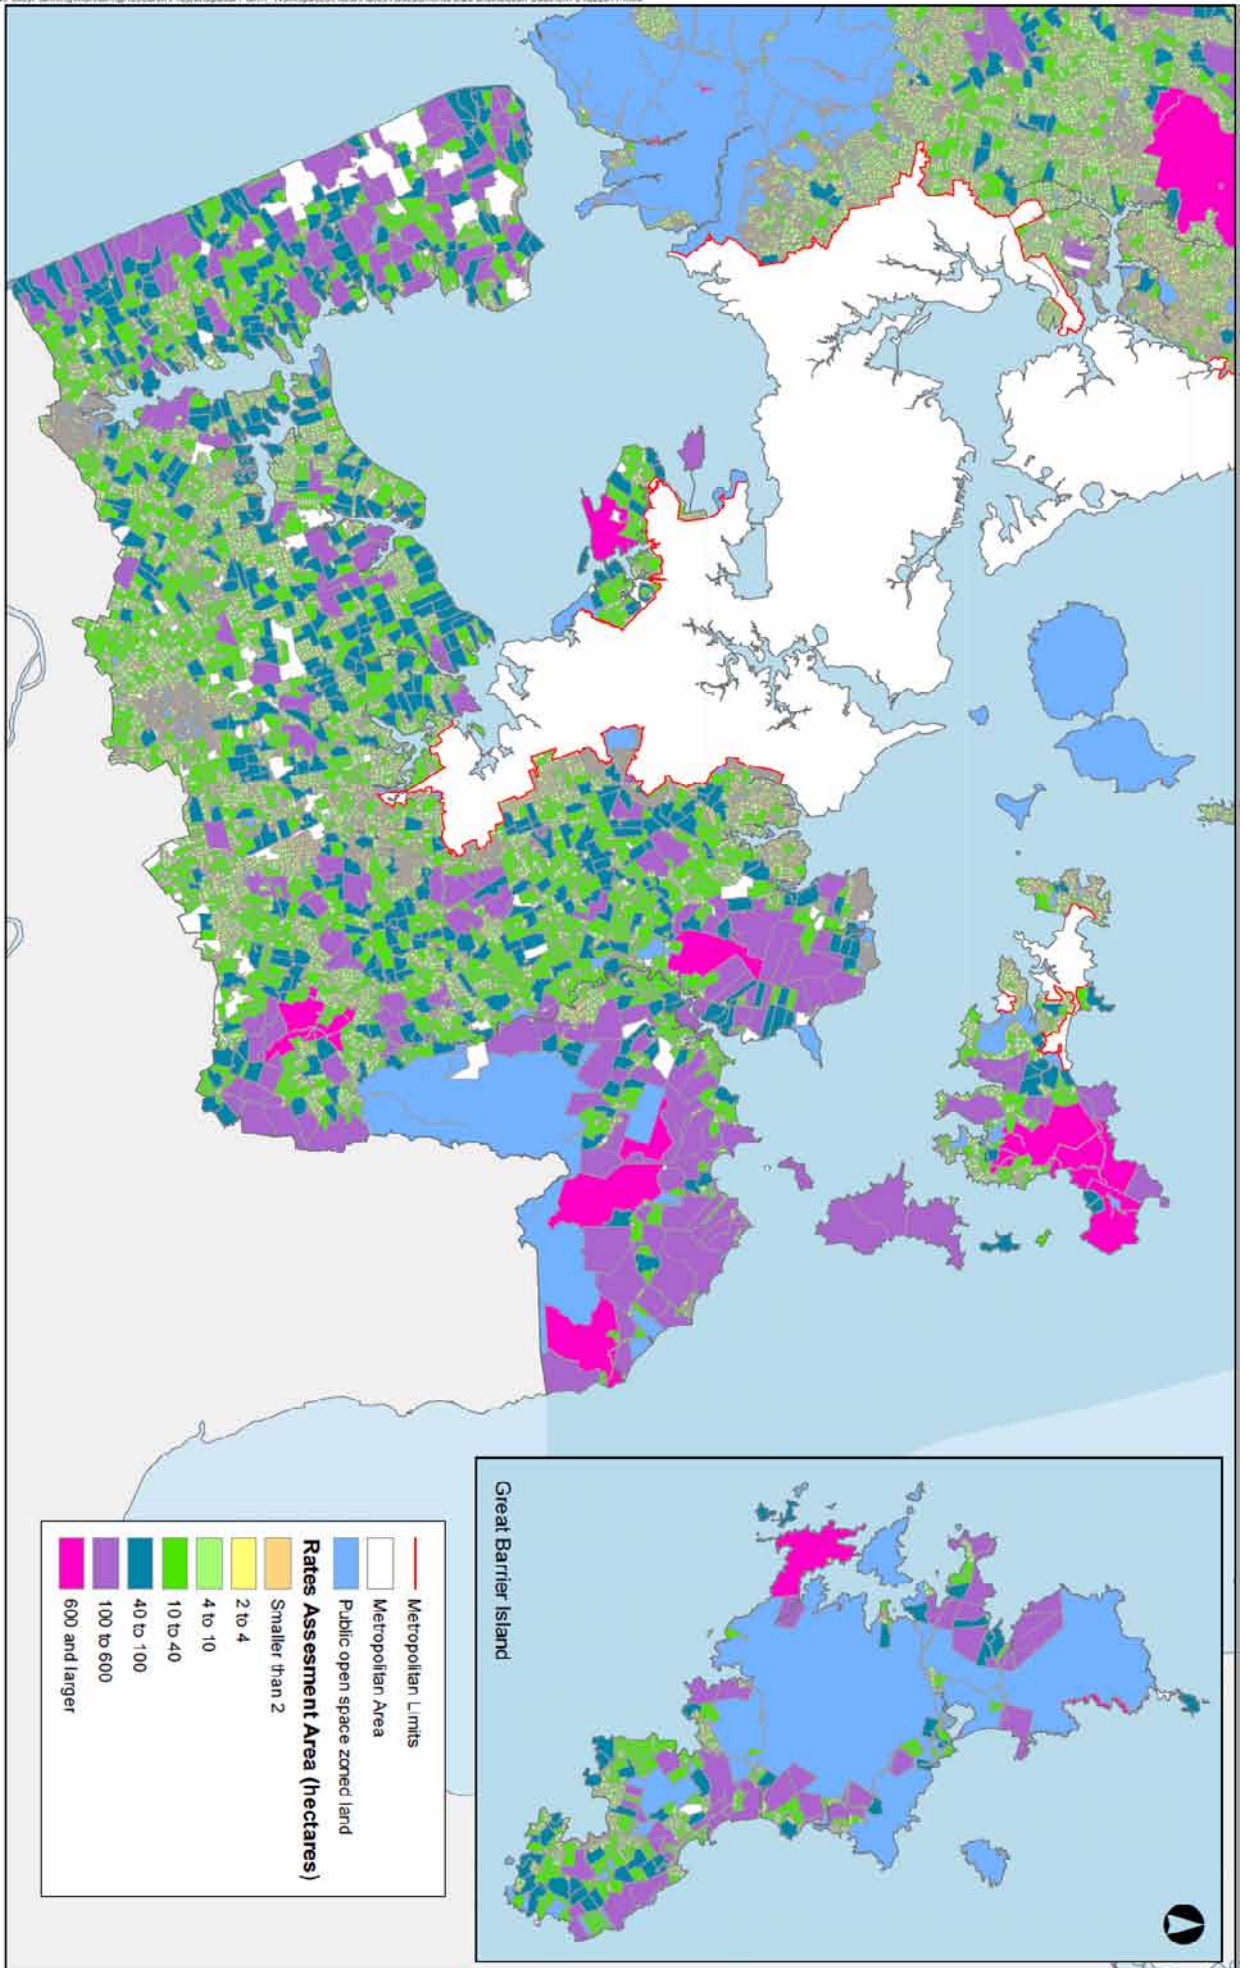 Great Barrier Island
Metropolitan Limits
Metropolitan Area
Public open space zoned land
Rates Assesment Area (hectares)
Smaller than 2
2 to 4
4 to 10
10 to 40
40 to 100
100 to 600
600 and larger